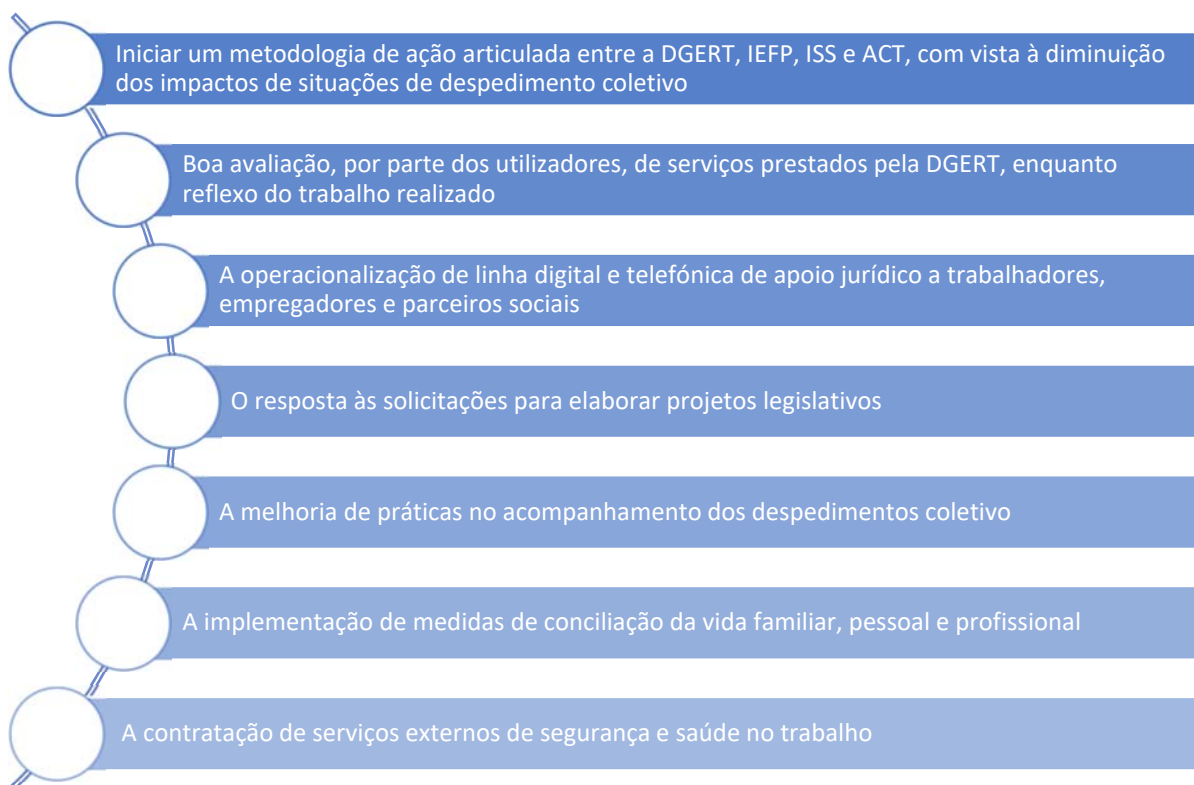 Iniciar um metodologia de ação articulada entre a DGERT, IEFP, ISS e ACT, com vista à diminuição
dos impactos de situações de despedimento coletivo
Boa avaliação, por parte dos utilizadores, de serviços prestados pela DGERT, enquanto
reflexo do trabalho realizado
A operacionalização de linha digital e telefónica de apoio jurídico a trabalhadores,
empregadores e parceiros sociais
O resposta às solicitações para elaborar projetos legislativos
A melhoria de práticas no acompanhamento dos despedimentos coletivo
A implementação de medidas de conciliação da vida familiar, pessoal e profissional
A contratação de serviços externos de segurança e saúde no trabalho